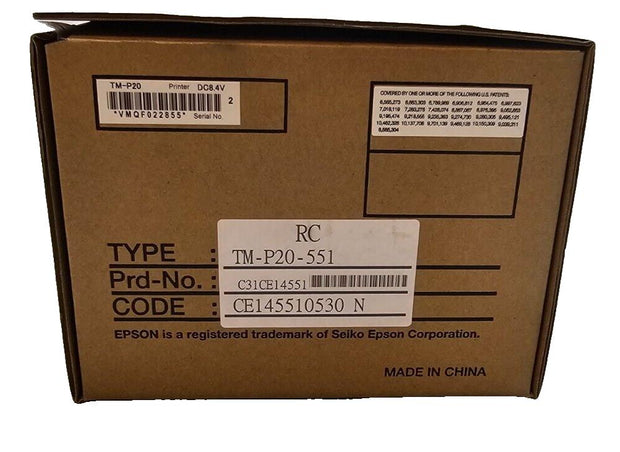 TM-P20 Printer DC8.4V
2
*VMQF022855* Serial No
COVERED BY ONE OR MORE OF THE FOLLOWING U.S. PATENTS:
RC
TYPE : TM-P20-551
Prd-No. : C31CE14551
CODE : CE145510530 N
EPSON is a registered trademark of Seiko Epson Corporation.
MADE IN CHINA